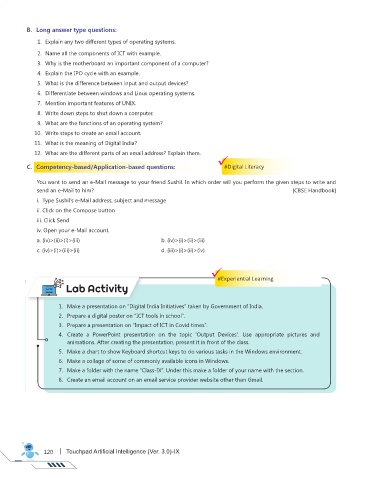 B. Long answer type questions:
1. Explain any two different types of operating systems.
2. Name all the components of ICT with example.
3. Why is the motherboard an important component of a computer?
4. Explain the IPO cycle with an example.
5. What is the difference between input and output devices?
6. Differentiate between windows and Linux operating systems.
7. Mention important features of UNIX.
8. Write down steps to shut down a computer.
9. What are the functions of an operating system?
10. Write steps to create an email account.
11. What is the meaning of Digital India?
12. What are the different parts of an email address? Explain them.
C. Competency-based/Application-based questions:
#Digital Literacy
You want to send an e-Mail message to your friend Sushil. In which order will you perform the given steps to write and
send an e-Mail to him? [CBSE Handbook]
i. Type Sushil's e-Mail address, subject and message
ii. Click on the Compose button
iii. Click Send
iv. Open your e-Mail account.
a. (iv)>(ii)>(i)>(iii) b. (iv)>(i)>(ii)>(iii)
c. (iv)>(i)>(iii)>(ii) d. (iii)>(i)>(ii)>(iv)
#Experiential Learning
Lab Activity
1. Make a presentation on "Digital India Initiatives" taken by Government of India.
2. Prepare a digital poster on "ICT tools in school".
3. Prepare a presentation on "Impact of ICT in Covid times".
4. Create a PowerPoint presentation on the topic "Output Devices". Use appropriate pictures and
animations. After creating the presentation, present it in front of the class.
5. Make a chart to show Keyboard shortcut keys to do various tasks in the Windows environment.
6. Make a collage of some of commonly available icons in Windows.
7. Make a folder with the name "Class-IX". Under this make a folder of your name with the section.
8. Create an email account on an email service provider website other than Gmail.
120 | Touchpad Artificial Intelligence (Ver. 3.0)-IX